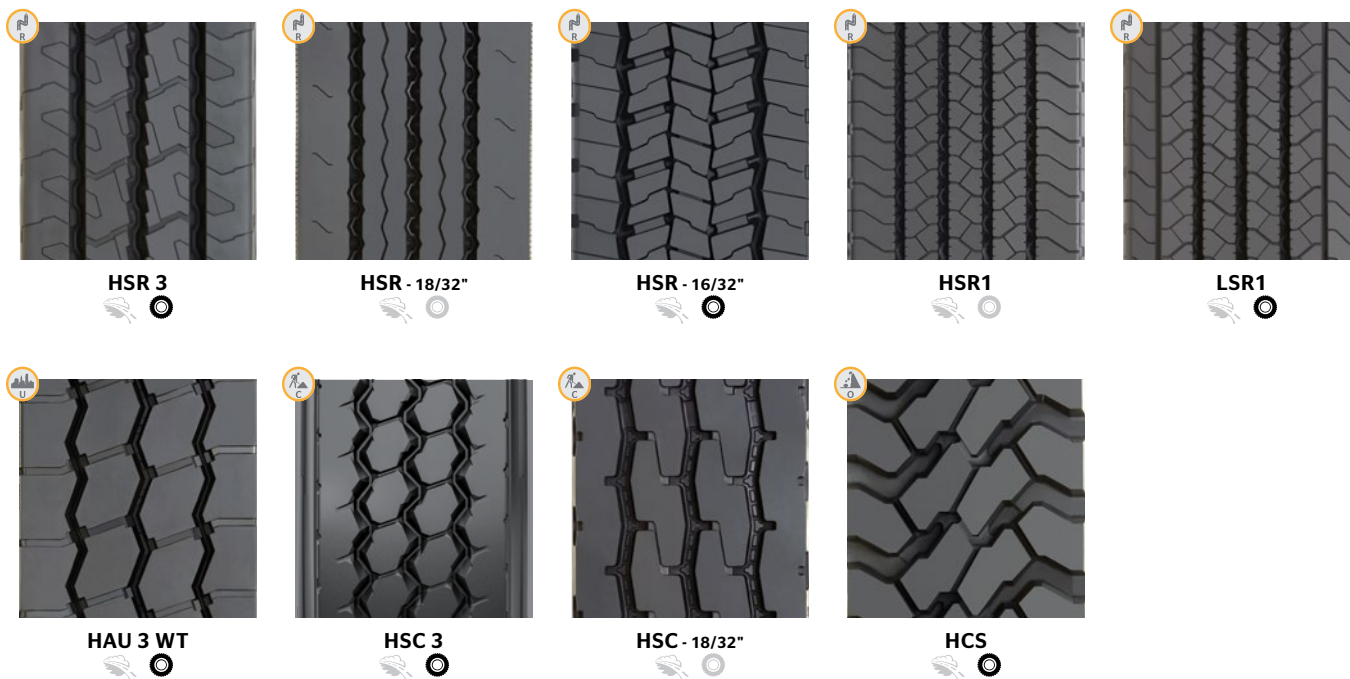 R
R
R
R
R
HSR 3
HSR - 18/32"
HSR - 16/32"
HSR1
LSR1
U
C
C
O
HAU 3 WT
HSC 3
HSC - 18/32"
HCS